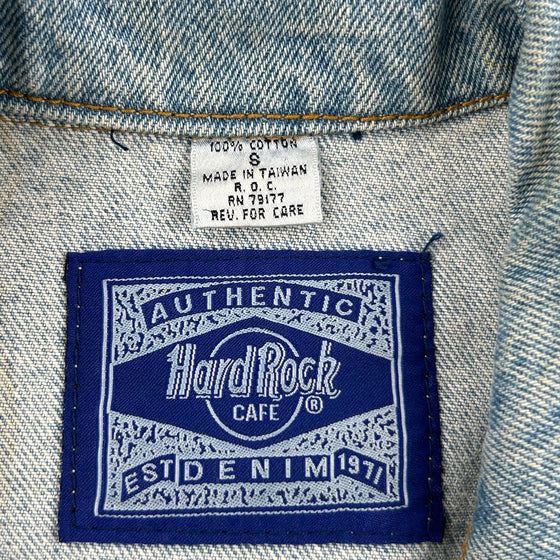 100% COTTON
S
MADE IN TAIWAN
R. O. C.
RN 79177
REV. FOR CARE
AUTHENTIC
Hard Rock
CAFE ®
EST DENIM 1971